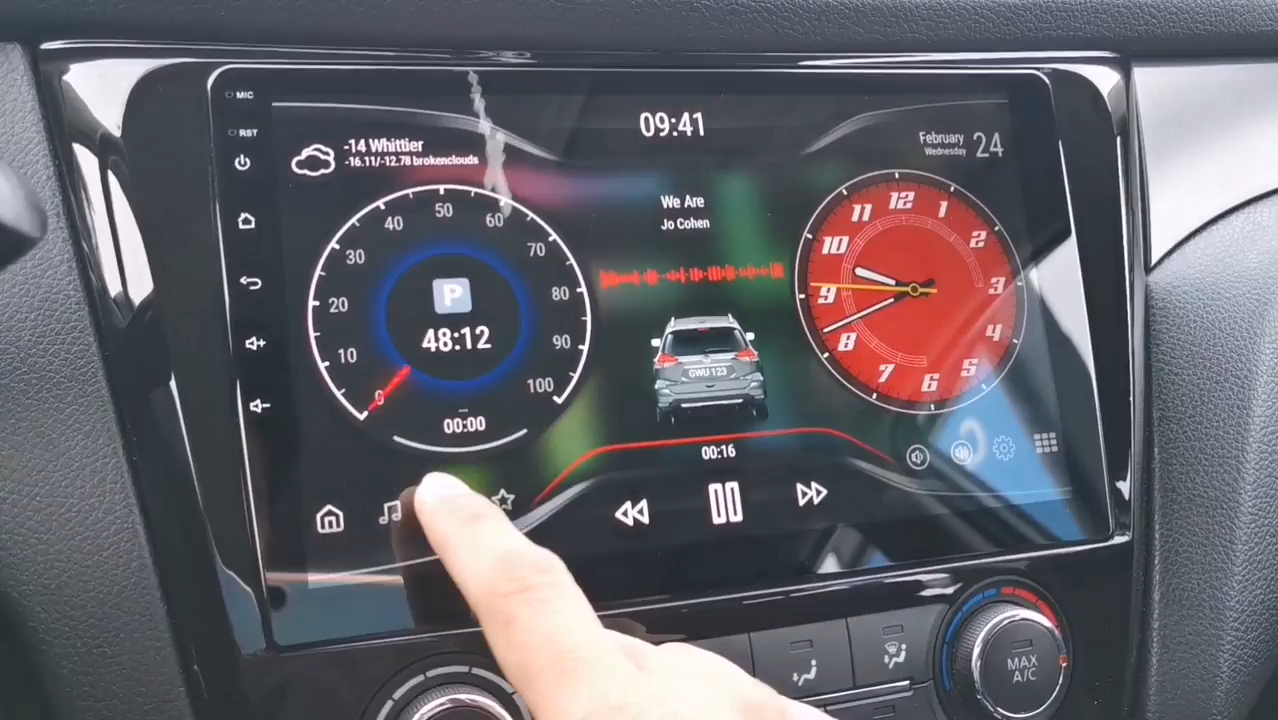 MIC
RST
-14 Whittier
-16.11/-12.78 brokenclouds
09:41
February
Wednesday
24
0
10
20
30
40
50
60
70
80
90
100
P
48:12
00:00
We Are
Jo Cohen
GWU 123
00:16
12
1
2
3
4
5
6
7
8
9
10
11
MAX
A/C